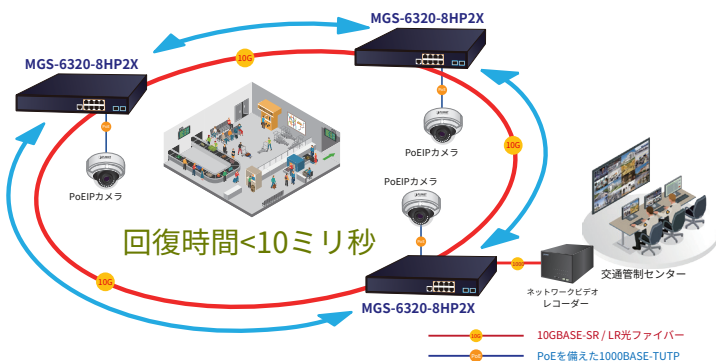 MGS-6320-8HP2X
10G
MGS-6320-8HP2X
PoE
PoEIPカメラ
PoE
PoEIPカメラ
10G
PoEIPカメラ
PoE
回復時間<10ミリ秒
10G
MGS-6320-8HP2X
ネットワークビデオ
レコーダー
交通管制センター
10G
10GBASE-SR / LR光ファイバー
PoE
PoEを備えた1000BASE-TUTP